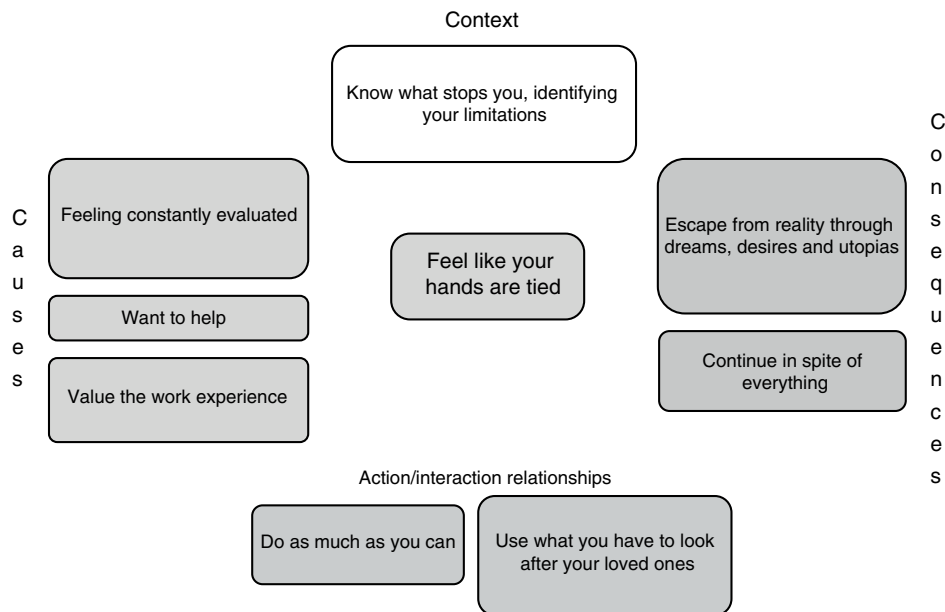 Context
Know what stops you, identifying
your limitations
Causes
Feeling constantly evaluated
Want to help
Value the work experience
Feel like your
hands are tied
Escape from reality through
dreams, desires and utopias
Continue in spite of
everything
Consequences
Action/interaction relationships
Do as much as you can
Use what you have to look
after your loved ones